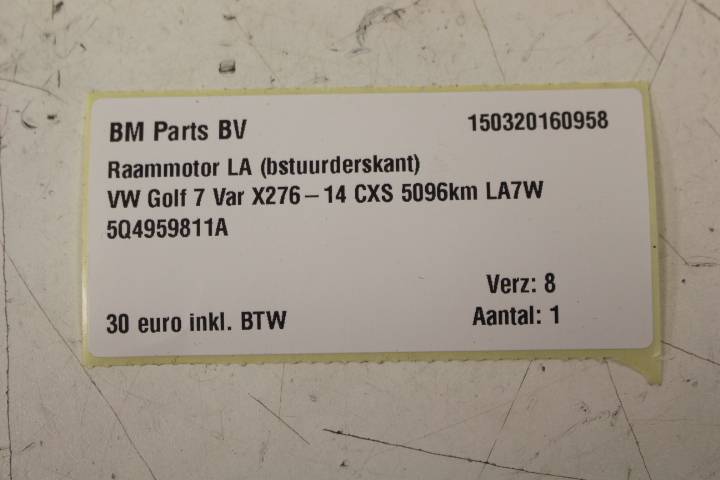 BM Parts BV 150320160958
Raammotor LA (bstuurderskant)
VW Golf 7 Var X276-14 CXS 5096km LA7W
5Q4959811A
Verz: 8
30 euro inkl. BTW Aantal: 1